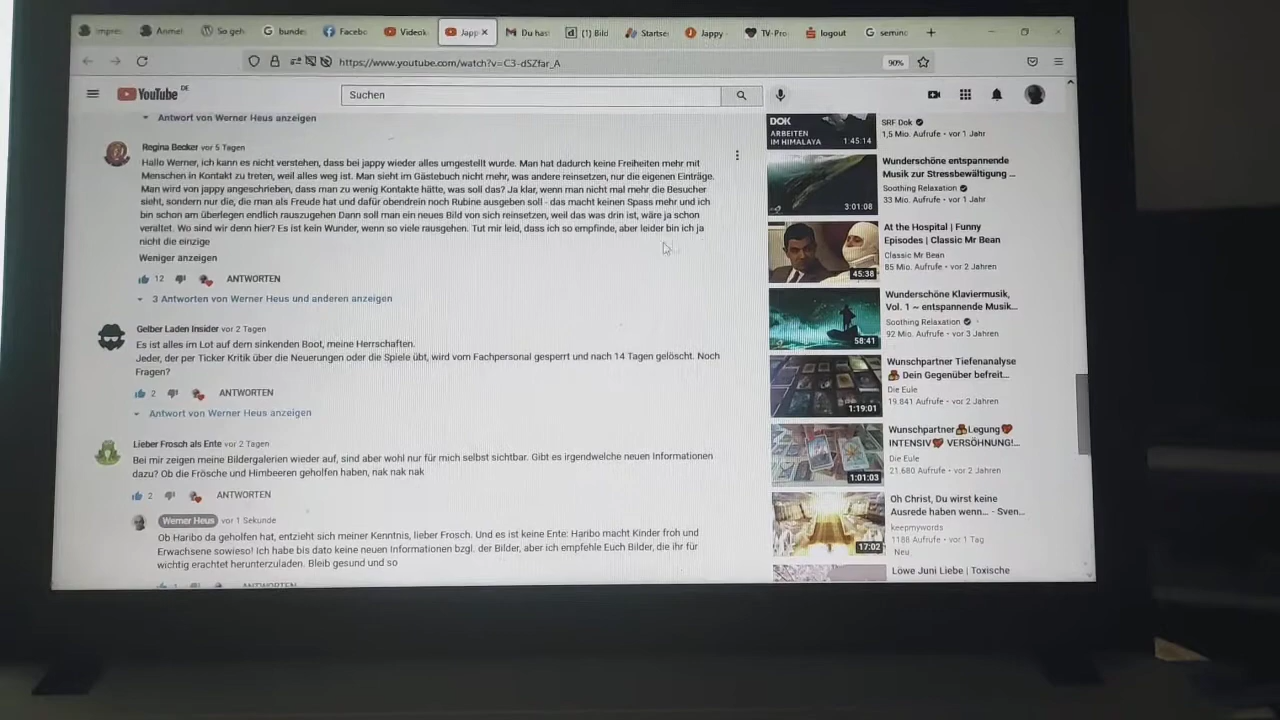 Impres
Anmel
So geh
bunde
Facebo
Videok
Japp
Du has
(1) Bild
Startse
Jappy
TV-Pro
logout
https://www.youtube.com/watch?v=C3-dSZfar_A
90%
YouTube DE
Suchen
Antwort von Werner Heus anzeigen
Regina Becker vor 5 Tagen
Hallo Werner, ich kann es nicht verstehen, dass bei jappy wieder alles umgestellt wurde. Man hat dadurch keine Freiheiten mehr mit
Menschen in Kontakt zu treten, weil alles weg ist. Man sieht im Gästebuch nicht mehr, was andere reinsetzen, nur die eigenen Einträge.
Man wird von jappy angeschrieben, dass man zu wenig Kontakte hätte, was soll das? Ja klar, wenn man nicht mal mehr die Besucher
sieht, sondern nur die, die man als Freude hat und dafür obendrein noch Rubine ausgeben soll - das macht keinen Spass mehr und ich
bin schon am überlegen endlich rauszugehen Dann soll man ein neues Bild von sich reinsetzen, weil das was drin ist, wäre ja schon
veraltet. Wo sind wir denn hier? Es ist kein Wunder, wenn so viele rausgehen. Tut mir leid, dass ich so empfinde, aber leider bin ich ja
nicht die einzige
Weniger anzeigen
12 ANTWORTEN
3 Antworten von Werner Heus und anderen anzeigen
Gelber Laden Insider vor 2 Tagen
Es ist alles im Lot auf dem sinkenden Boot, meine Herrschaften.
Jeder, der per Ticker Kritik über die Neuerungen oder die Spiele übt, wird vom Fachpersonal gesperrt und nach 14 Tagen gelöscht. Noch
Fragen?
2 ANTWORTEN
Antwort von Werner Heus anzeigen
Lieber Frosch als Ente vor 2 Tagen
Bei mir zeigen meine Bildergalerien wieder auf, sind aber wohl nur für mich selbst sichtbar. Gibt es irgendwelche neuen Informationen
dazu? Ob die Frösche und Himbeeren geholfen haben, nak nak nak
2 ANTWORTEN
Werner Heus vor 1 Sekunde
Ob Haribo da geholfen hat, entzieht sich meiner Kenntnis, lieber Frosch. Und es ist keine Ente: Haribo macht Kinder froh und
Erwachsene sowieso! Ich habe bis dato keine neuen Informationen bzgl. der Bilder, aber ich empfehle Euch Bilder, die ihr für
wichtig erachtet herunterzuladen. Bleib gesund und so
ANTWORTEN
DOK
ARBEITEN
IM HIMALAYA
1:45:14
SRF Dok
1,5 Mio. Aufrufe • vor 1 Jahr
3:01:08
Wunderschöne entspannende
Musik zur Stressbewältigung ...
Soothing Relaxation
33 Mio. Aufrufe • vor 1 Jahr
45:38
At the Hospital | Funny
Episodes | Classic Mr Bean
Classic Mr Bean
85 Mio. Aufrufe • vor 2 Jahren
58:41
Wunderschöne Klaviermusik,
Vol. 1 ~ entspannende Musik...
Soothing Relaxation
92 Mio. Aufrufe • vor 3 Jahren
1:19:01
Wunschpartner Tiefenanalyse
Dein Gegenüber befreit...
Die Eule
19.841 Aufrufe • vor 2 Jahren
1:01:03
Wunschpartner Legung
INTENSIV VERSÖHNUNG!...
Die Eule
21.680 Aufrufe • vor 2 Jahren
17:02
Oh Christ, Du wirst keine
Ausrede haben wenn... - Sven...
keepmywords
1188 Aufrufe • vor 1 Tag
Neu
Löwe Juni Liebe | Toxische